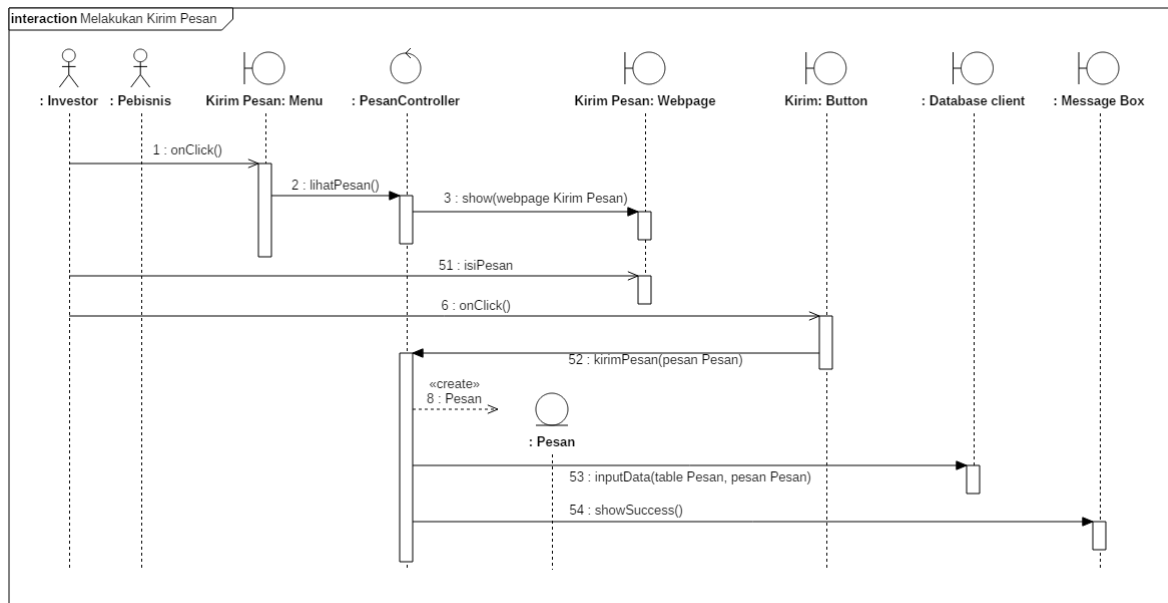 interaction Melakukan Kirim Pesan
: Investor
: Pebisnis
Kirim Pesan: Menu
: PesanController
Kirim Pesan: Webpage
Kirim: Button
: Database client
: Message Box
1 : onClick()
2 : lihatPesan()
3 : show(webpage Kirim Pesan)
51 : isiPesan
6 : onClick()
52 : kirimPesan(pesan Pesan)
«create»
8 : Pesan
: Pesan
53 : inputData(table Pesan, pesan Pesan)
54 : showSuccess()